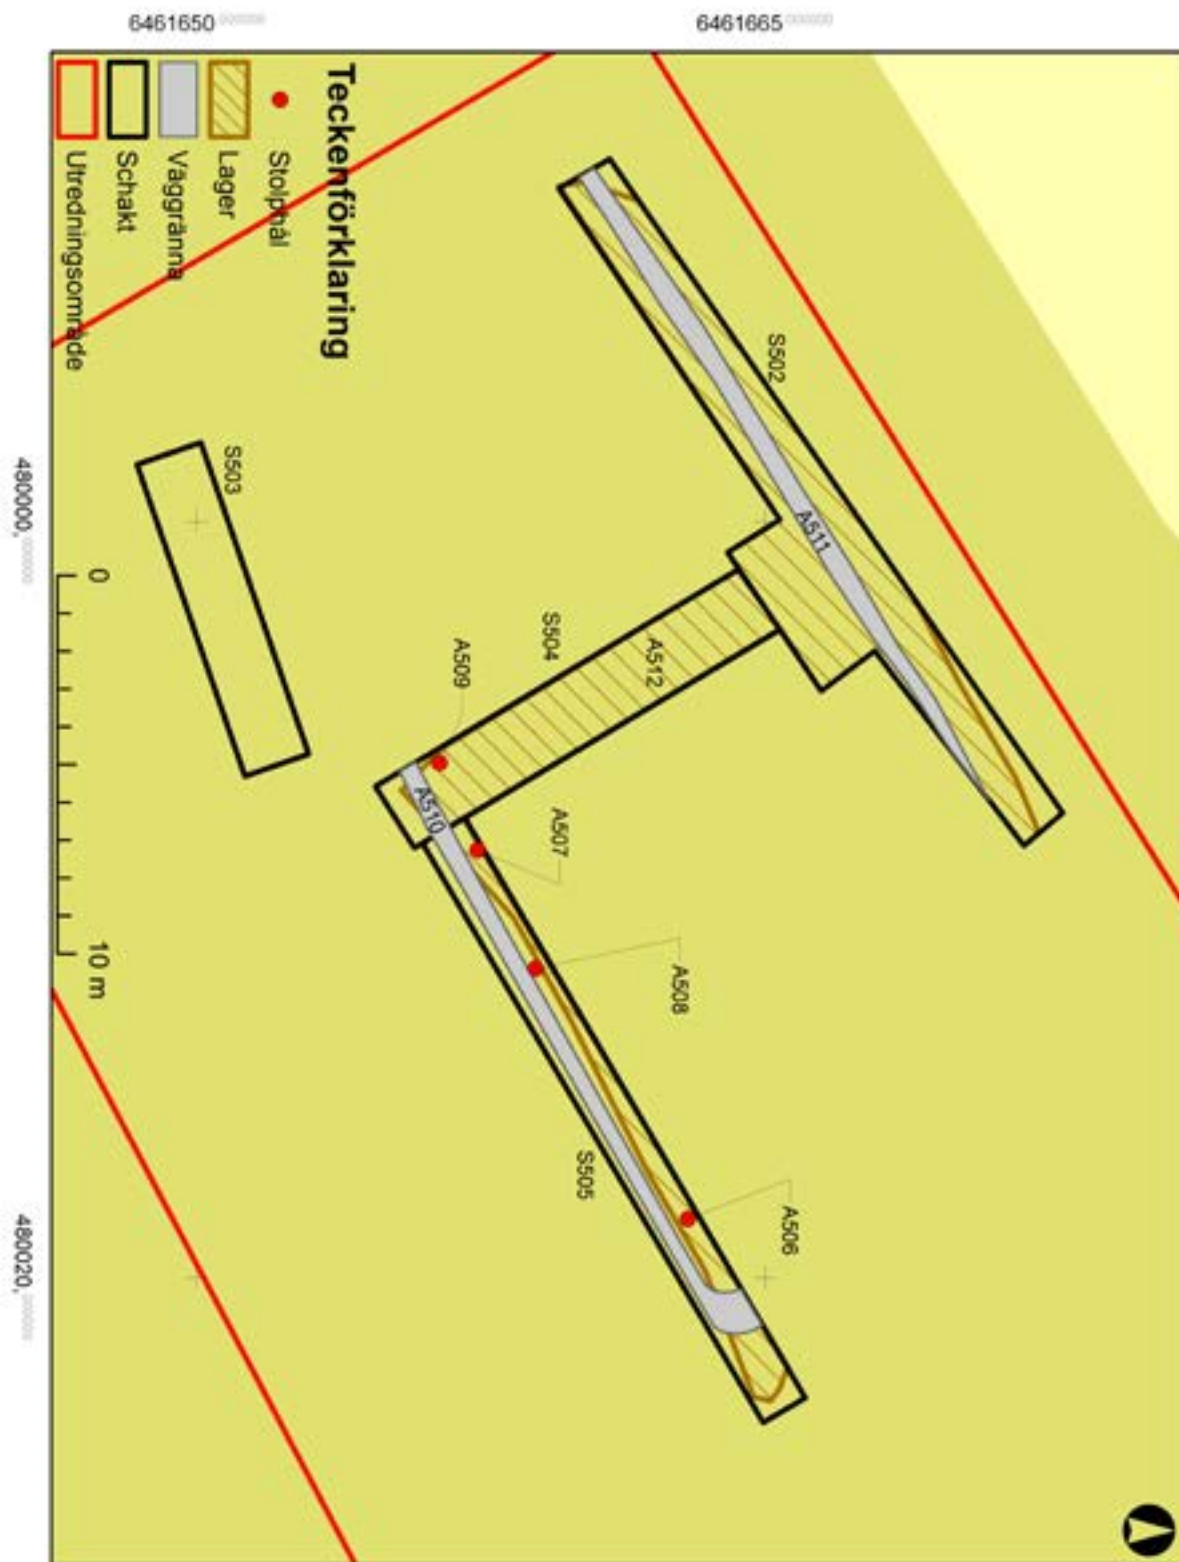 6461650
6461665
480000,
480020,
S502
A511
S503
S504
A512
A509
A510
A507
A508
S505
A506
Teckenförklaring
Stolphål
Lager
Väggränna
Schakt
Utredningsområde
0
10 m